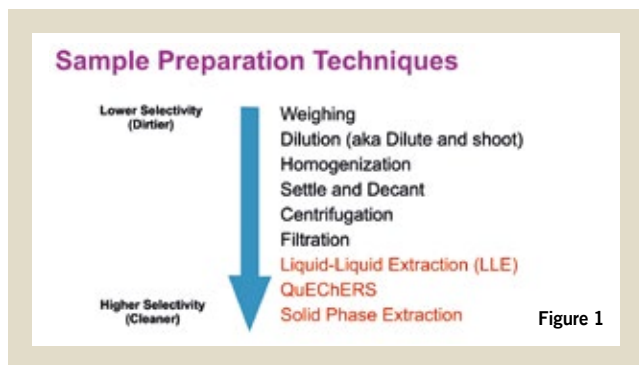 Sample Preparation Techniques
Lower Selectivity
(Dirtier)
Weighing
Dilution (aka Dilute and shoot)
Homogenization
Settle and Decant
Centrifugation
Filtration
Liquid-Liquid Extraction (LLE)
QuEChERS
Solid Phase Extraction
Higher Selectivity
(Cleaner)
Figure 1